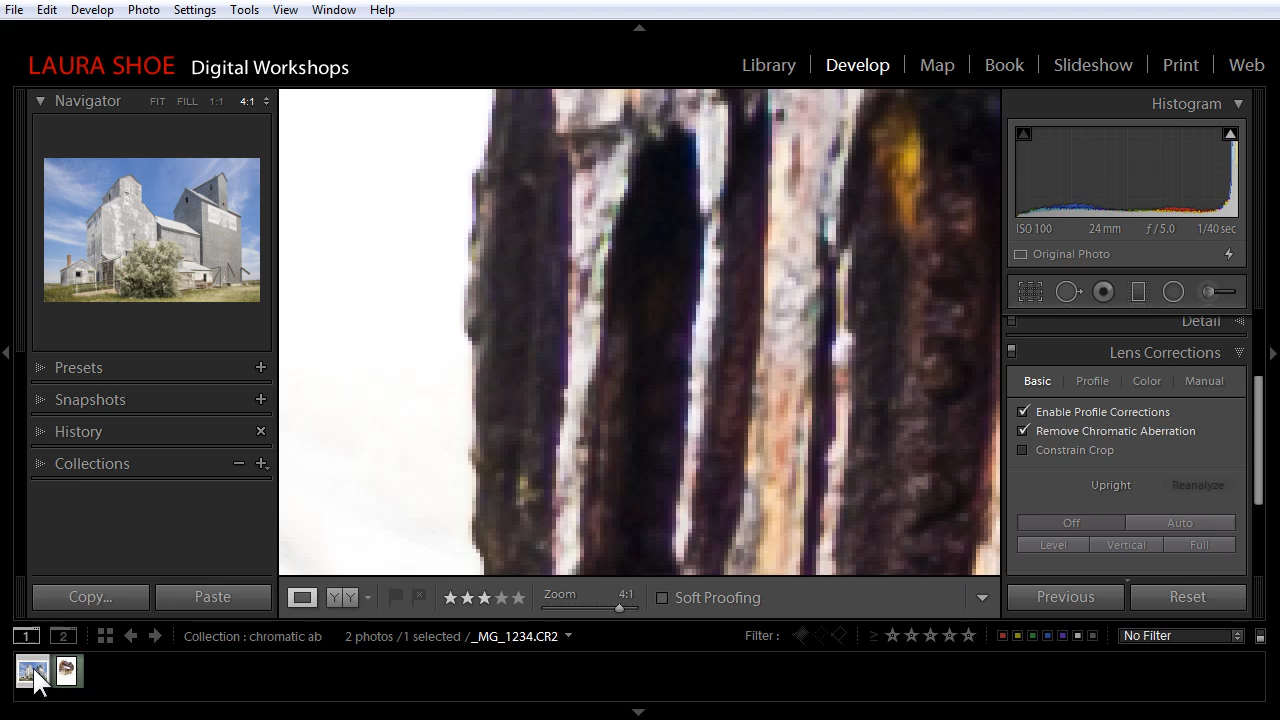 File Edit Develop Photo Settings Tools View Window Help
LAURA SHOE Digital Workshops
Library Develop Map Book Slideshow Print Web
Navigator FIT FILL 1:1 4:1
Histogram
ISO 100 24 mm ƒ / 5.0 1/40 sec
Original Photo
Detail
Lens Corrections
Basic Profile Color Manual
Enable Profile Corrections
Remove Chromatic Aberration
Constrain Crop
Upright Reanalyze
Off Auto
Level Vertical Full
Presets
Snapshots
History
Collections
Copy... Paste
Y Y
Zoom 4:1
Soft Proofing
Previous Reset
1 2 Collection : chromatic ab 2 photos /1 selected /_MG_1234.CR2
Filter : ≥ No Filter